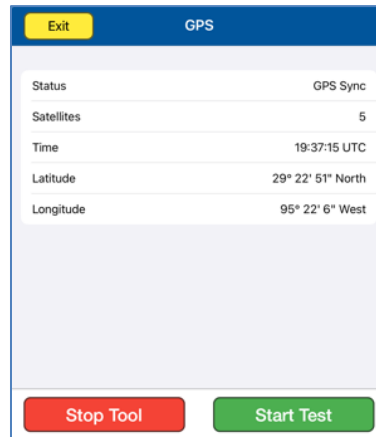 Exit GPS
Status GPS Sync
Satellites 5
Time 19:37:15 UTC
Latitude 29° 22' 51" North
Longitude 95° 22' 6" West
Stop Tool Start Test